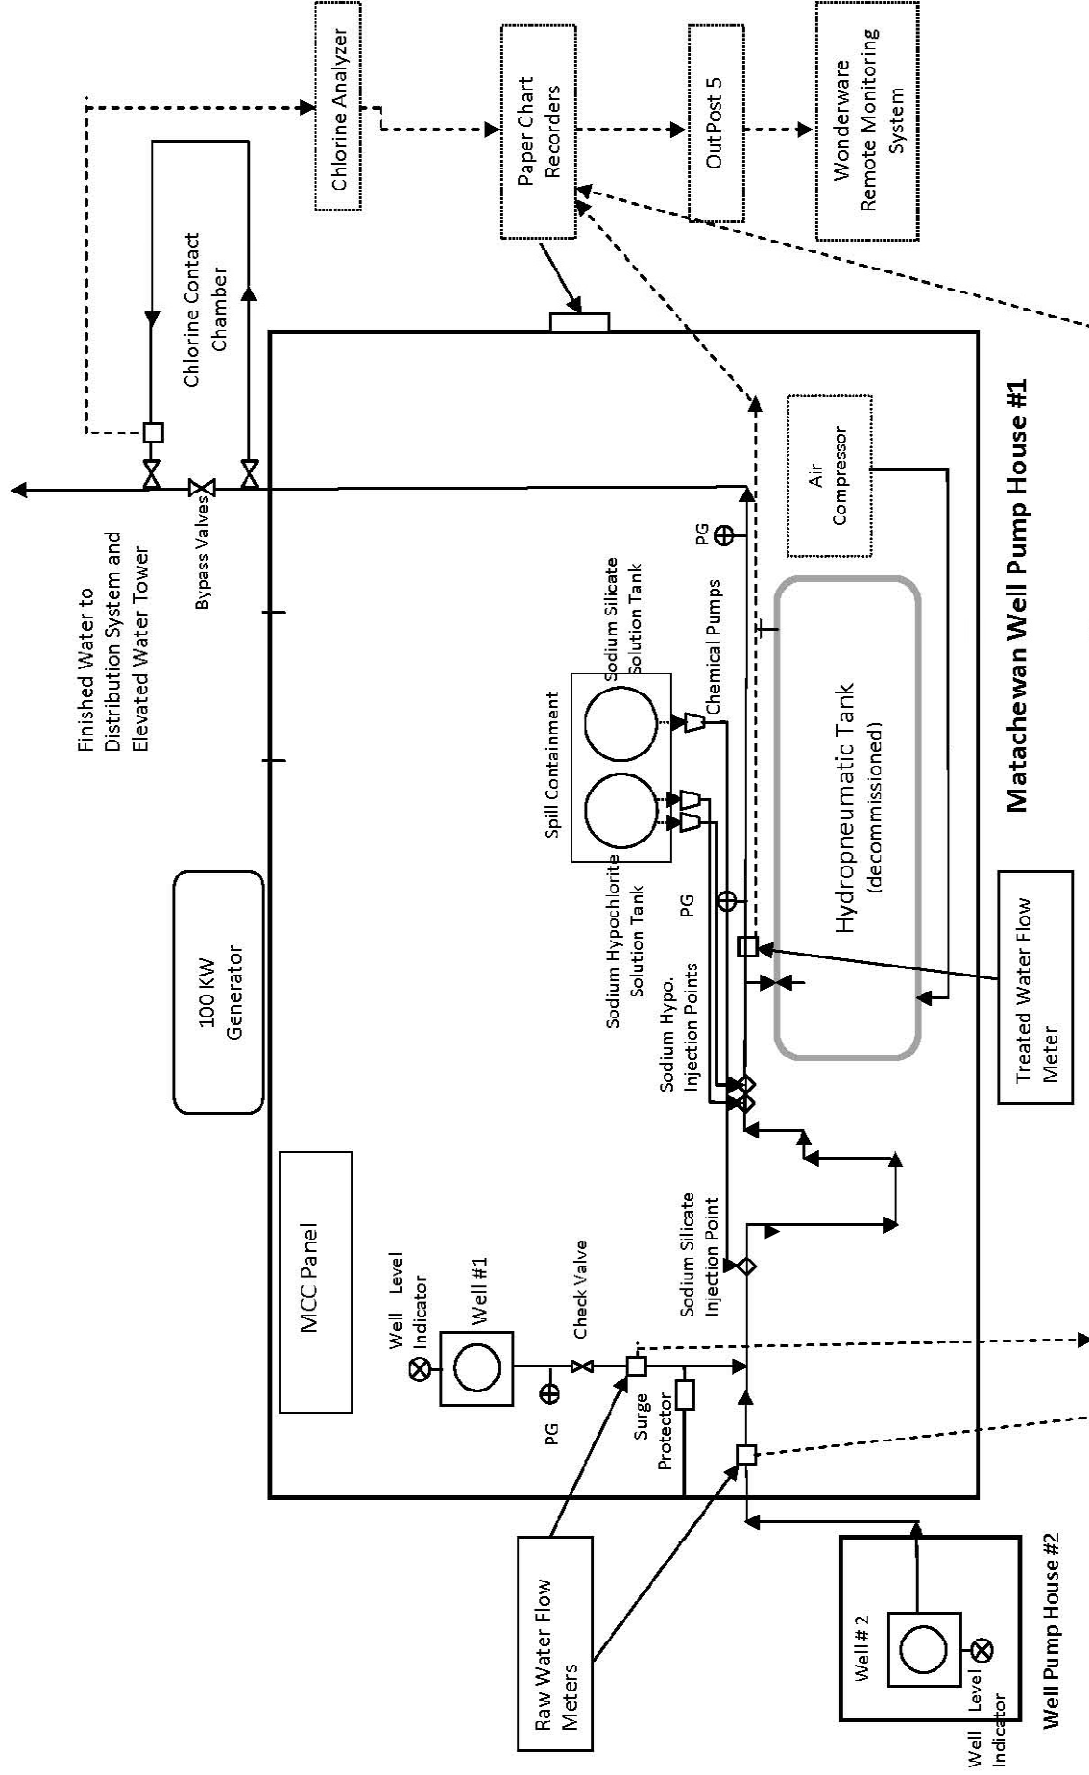 Finished Water to
Distribution System and
Elevated Water Tower
Bypass Valves
Chlorine Contact
Chamber
Chlorine Analyzer
Paper Chart
Recorders
OutPost 5
Wonderware
Remote Monitoring
System
100 KW
Generator
MCC Panel
Well Level
Indicator
Well #1
PG
Check Valve
Surge
Protector
Raw Water Flow
Meters
Sodium Silicate
Injection Point
Sodium Hypo.
Injection Points
PG
Sodium Hypochlorite
Solution Tank
Spill Containment
Sodium Silicate
Solution Tank
Chemical Pumps
PG
Air
Compressor
Hydropneumatic Tank
(decommissioned)
Treated Water Flow
Meter
Matachewan Well Pump House #1
Well # 2
Well Level
Indicator
Well Pump House #2